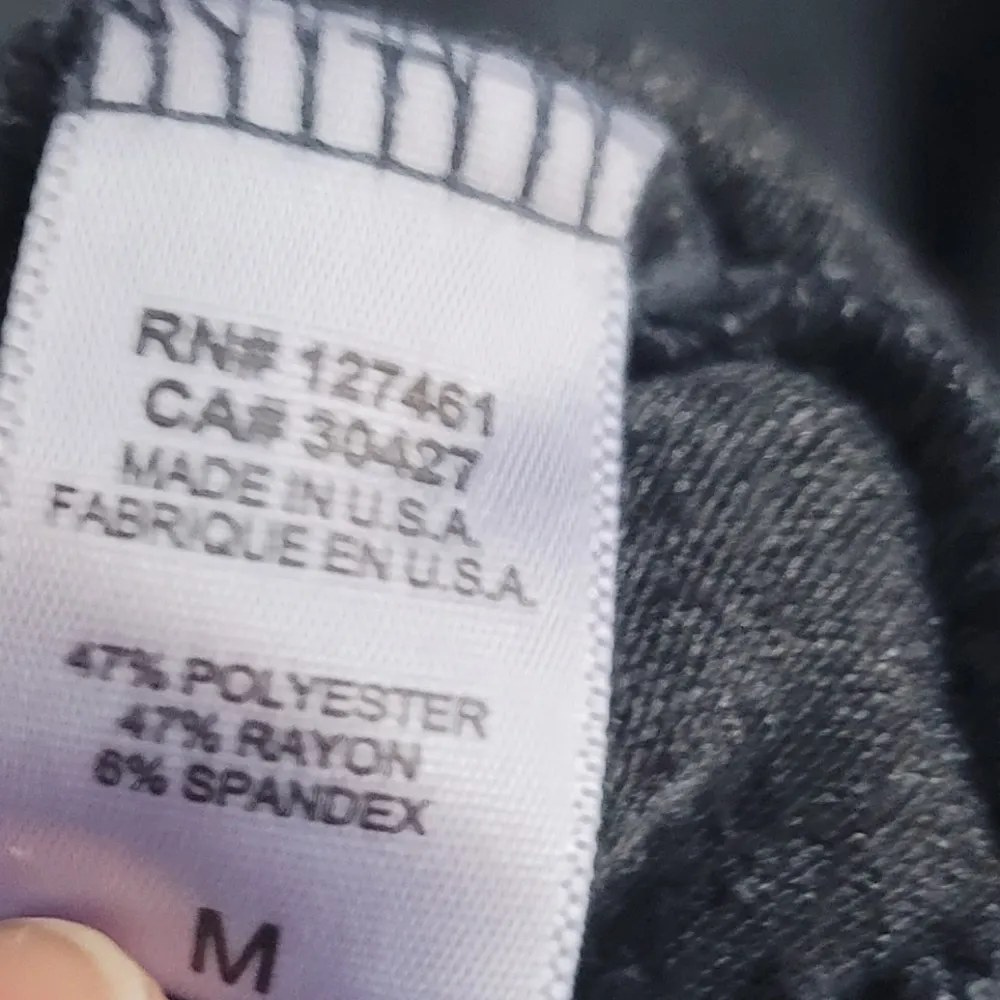 RN# 127461
CA# 30427
MADE IN U.S.A.
FABRIQUE EN U.S.A.
47% POLYESTER
47% RAYON
6% SPANDEX
M